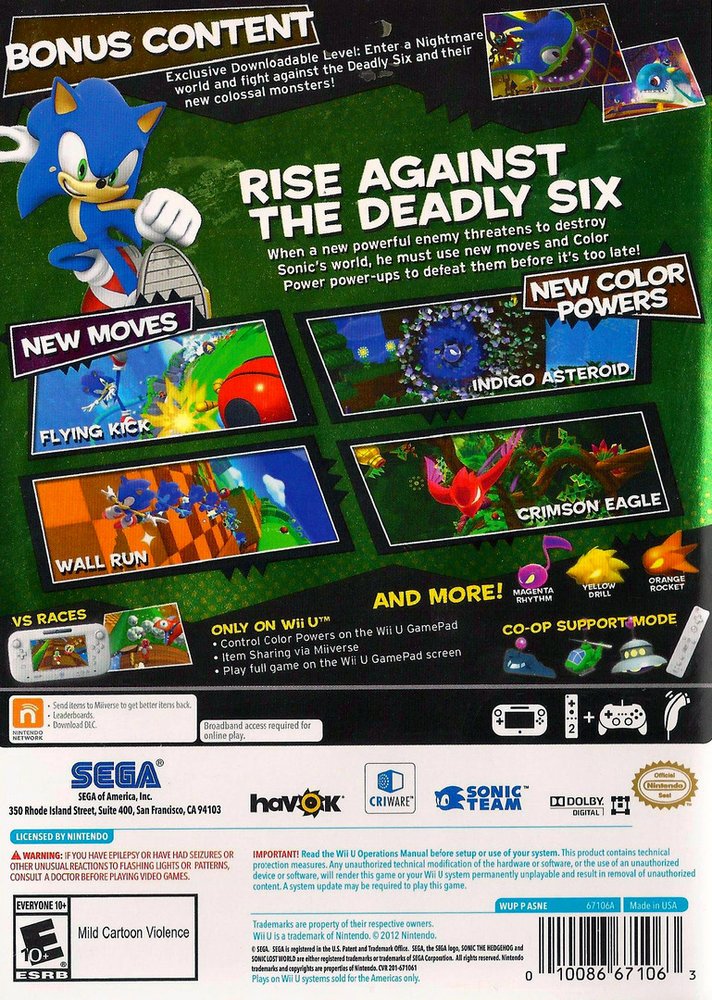 BONUS CONTENT
Exclusive Downloadable Level: Enter a Nightmare
world and fight against the Deadly Six and their
new colossal monsters!
RISE AGAINST
THE DEADLY SIX
When a new powerful enemy threatens to destroy
Sonic's world, he must use new moves and Color
Power power-ups to defeat them before it's too late!
NEW MOVES
NEW COLOR
POWERS
FLYING KICK
INDIGO ASTEROID
WALL RUN
CRIMSON EAGLE
AND MORE!
MAGENTA
RHYTHM
YELLOW
DRILL
ORANGE
ROCKET
VS RACES
ONLY ON Wii U™
• Control Color Powers on the Wii U GamePad
• Item Sharing via Miiverse
• Play full game on the Wii U GamePad screen
CO-OP SUPPORT MODE
NINTENDO
NETWORK
• Send items to Miiverse to get better items back.
• Leaderboards.
• Download DLC.
Broadband access required for
online play.
2
+
SEGA®
SEGA of America, Inc.
350 Rhode Island Street, Suite 400, San Francisco, CA 94103
havok™
CRIWARE™
SONIC
TEAM™
DOLBY
DIGITAL
Official
Nintendo
Seal
LICENSED BY NINTENDO
WARNING: IF YOU HAVE EPILEPSY OR HAVE HAD SEIZURES OR
OTHER UNUSUAL REACTIONS TO FLASHING LIGHTS OR PATTERNS,
CONSULT A DOCTOR BEFORE PLAYING VIDEO GAMES.
IMPORTANT! Read the Wii U Operations Manual before setup or use of your system. This product contains technical
protection measures. Any unauthorized technical modification of the hardware or software, or the use of an unauthorized
device or software, will render this game or your Wii U system permanently unplayable and result in removal of unauthorized
content. A system update may be required to play this game.
WUP P ASNE 67106A Made in USA
EVERYONE 10+
E
10+
ESRB
Mild Cartoon Violence
Trademarks are property of their respective owners.
Wii U is a trademark of Nintendo. © 2012 Nintendo.
© SEGA. SEGA is registered in the U.S. Patent and Trademark Office. SEGA, the SEGA logo, SONIC THE HEDGEHOG and
SONIC LOST WORLD are either registered trademarks or trademarks of SEGA Corporation. All rights reserved. Nintendo
trademarks and copyrights are properties of Nintendo. CVR 201-671061
Plays on Wii U systems sold for the Americas only.
0 10086 67106 3